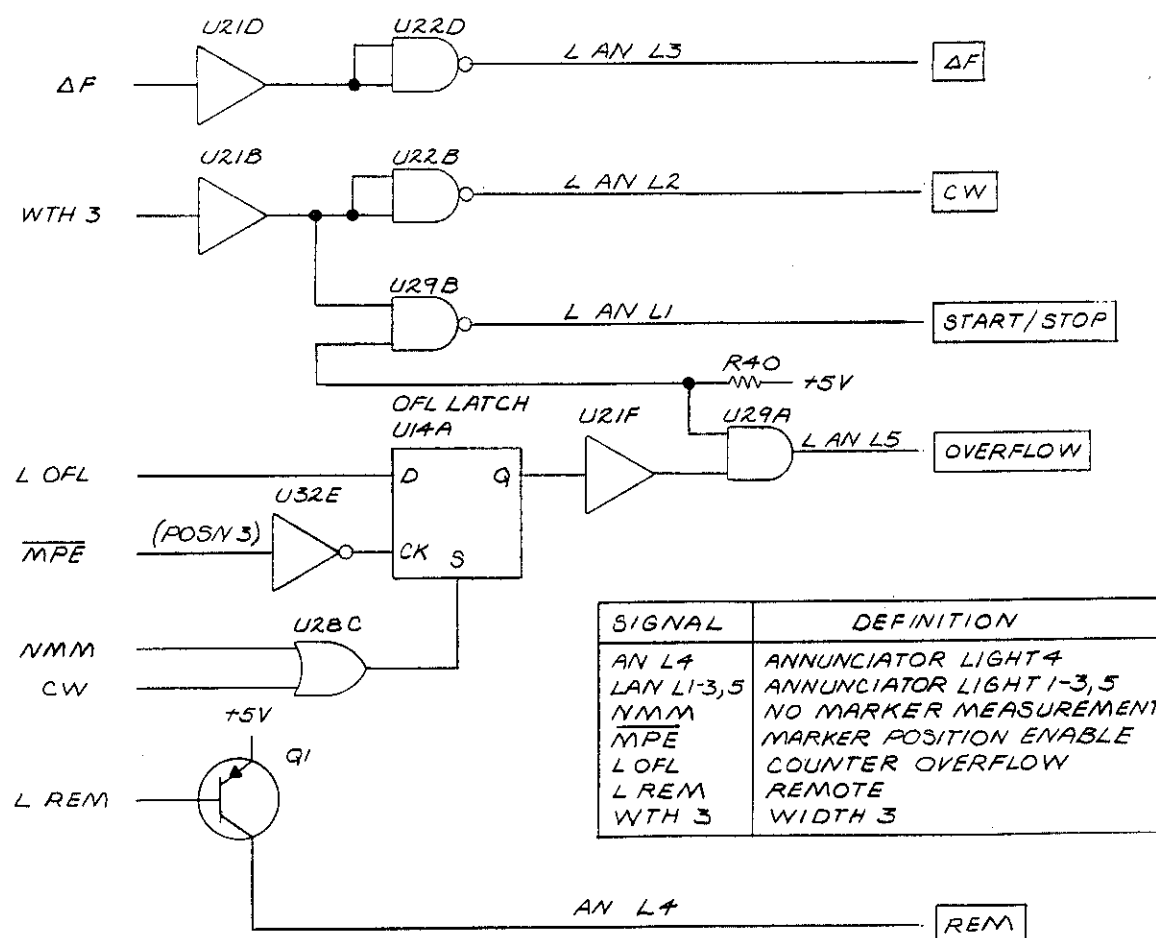 U21D
U22D
ΔF
L AN L3
ΔF
U21B
U22B
WTH 3
L AN L2
CW
U29B
L AN L1
START/STOP
R40
+5V
OFL LATCH
U14A
U21F
U29A
L AN L5
OVERFLOW
L OFL
D
Q
U32E
M̅P̅E̅
(POSN 3)
CK
S
U28C
NMM
CW
+5V
Q1
L REM
AN L4
REM
SIGNAL DEFINITION
AN L4 ANNUNCIATOR LIGHT 4
LAN L1-3,5 ANNUNCIATOR LIGHT 1-3,5
NMM NO MARKER MEASUREMENT
M̅P̅E̅ MARKER POSITION ENABLE
L OFL COUNTER OVERFLOW
L REM REMOTE
WTH 3 WIDTH 3